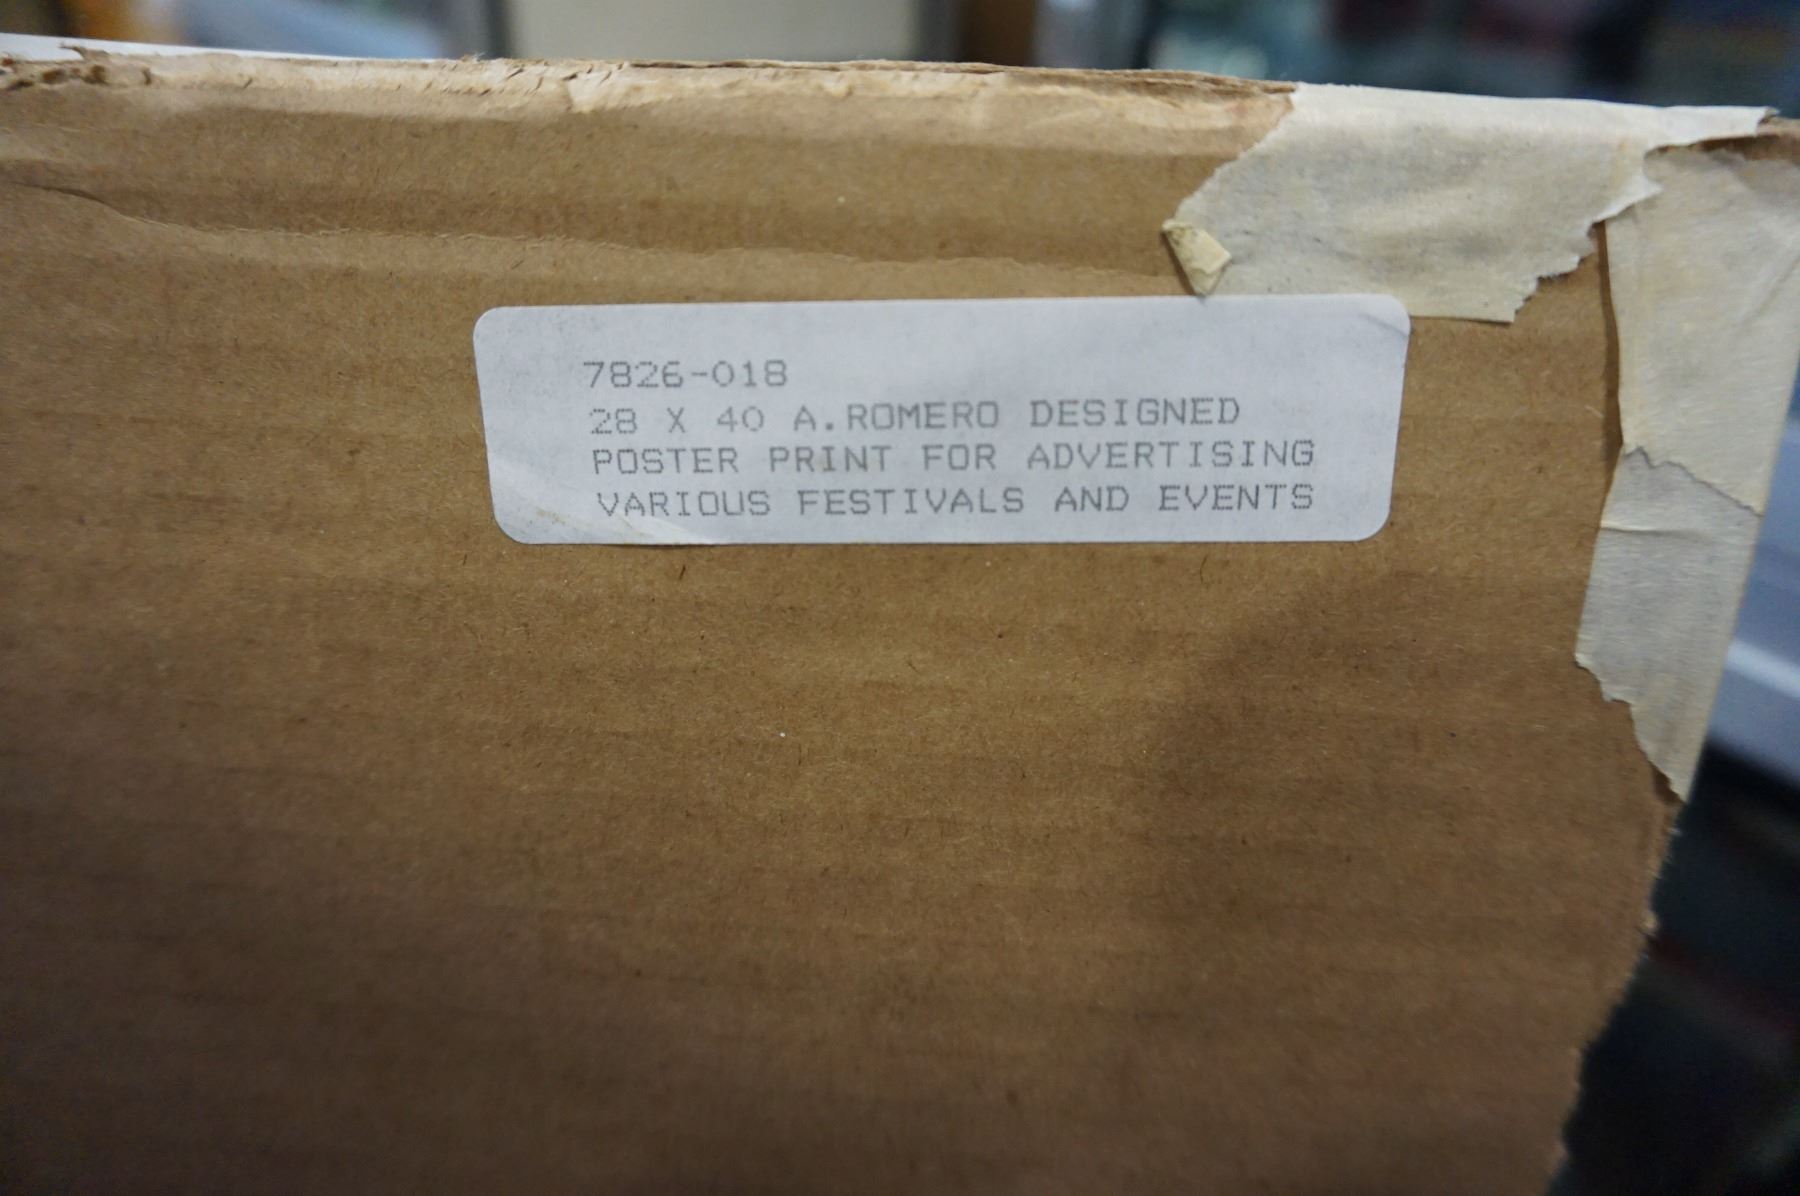 7826-018
28 X 40 A.ROMERO DESIGNED
POSTER PRINT FOR ADVERTISING
VARIOUS FESTIVALS AND EVENTS